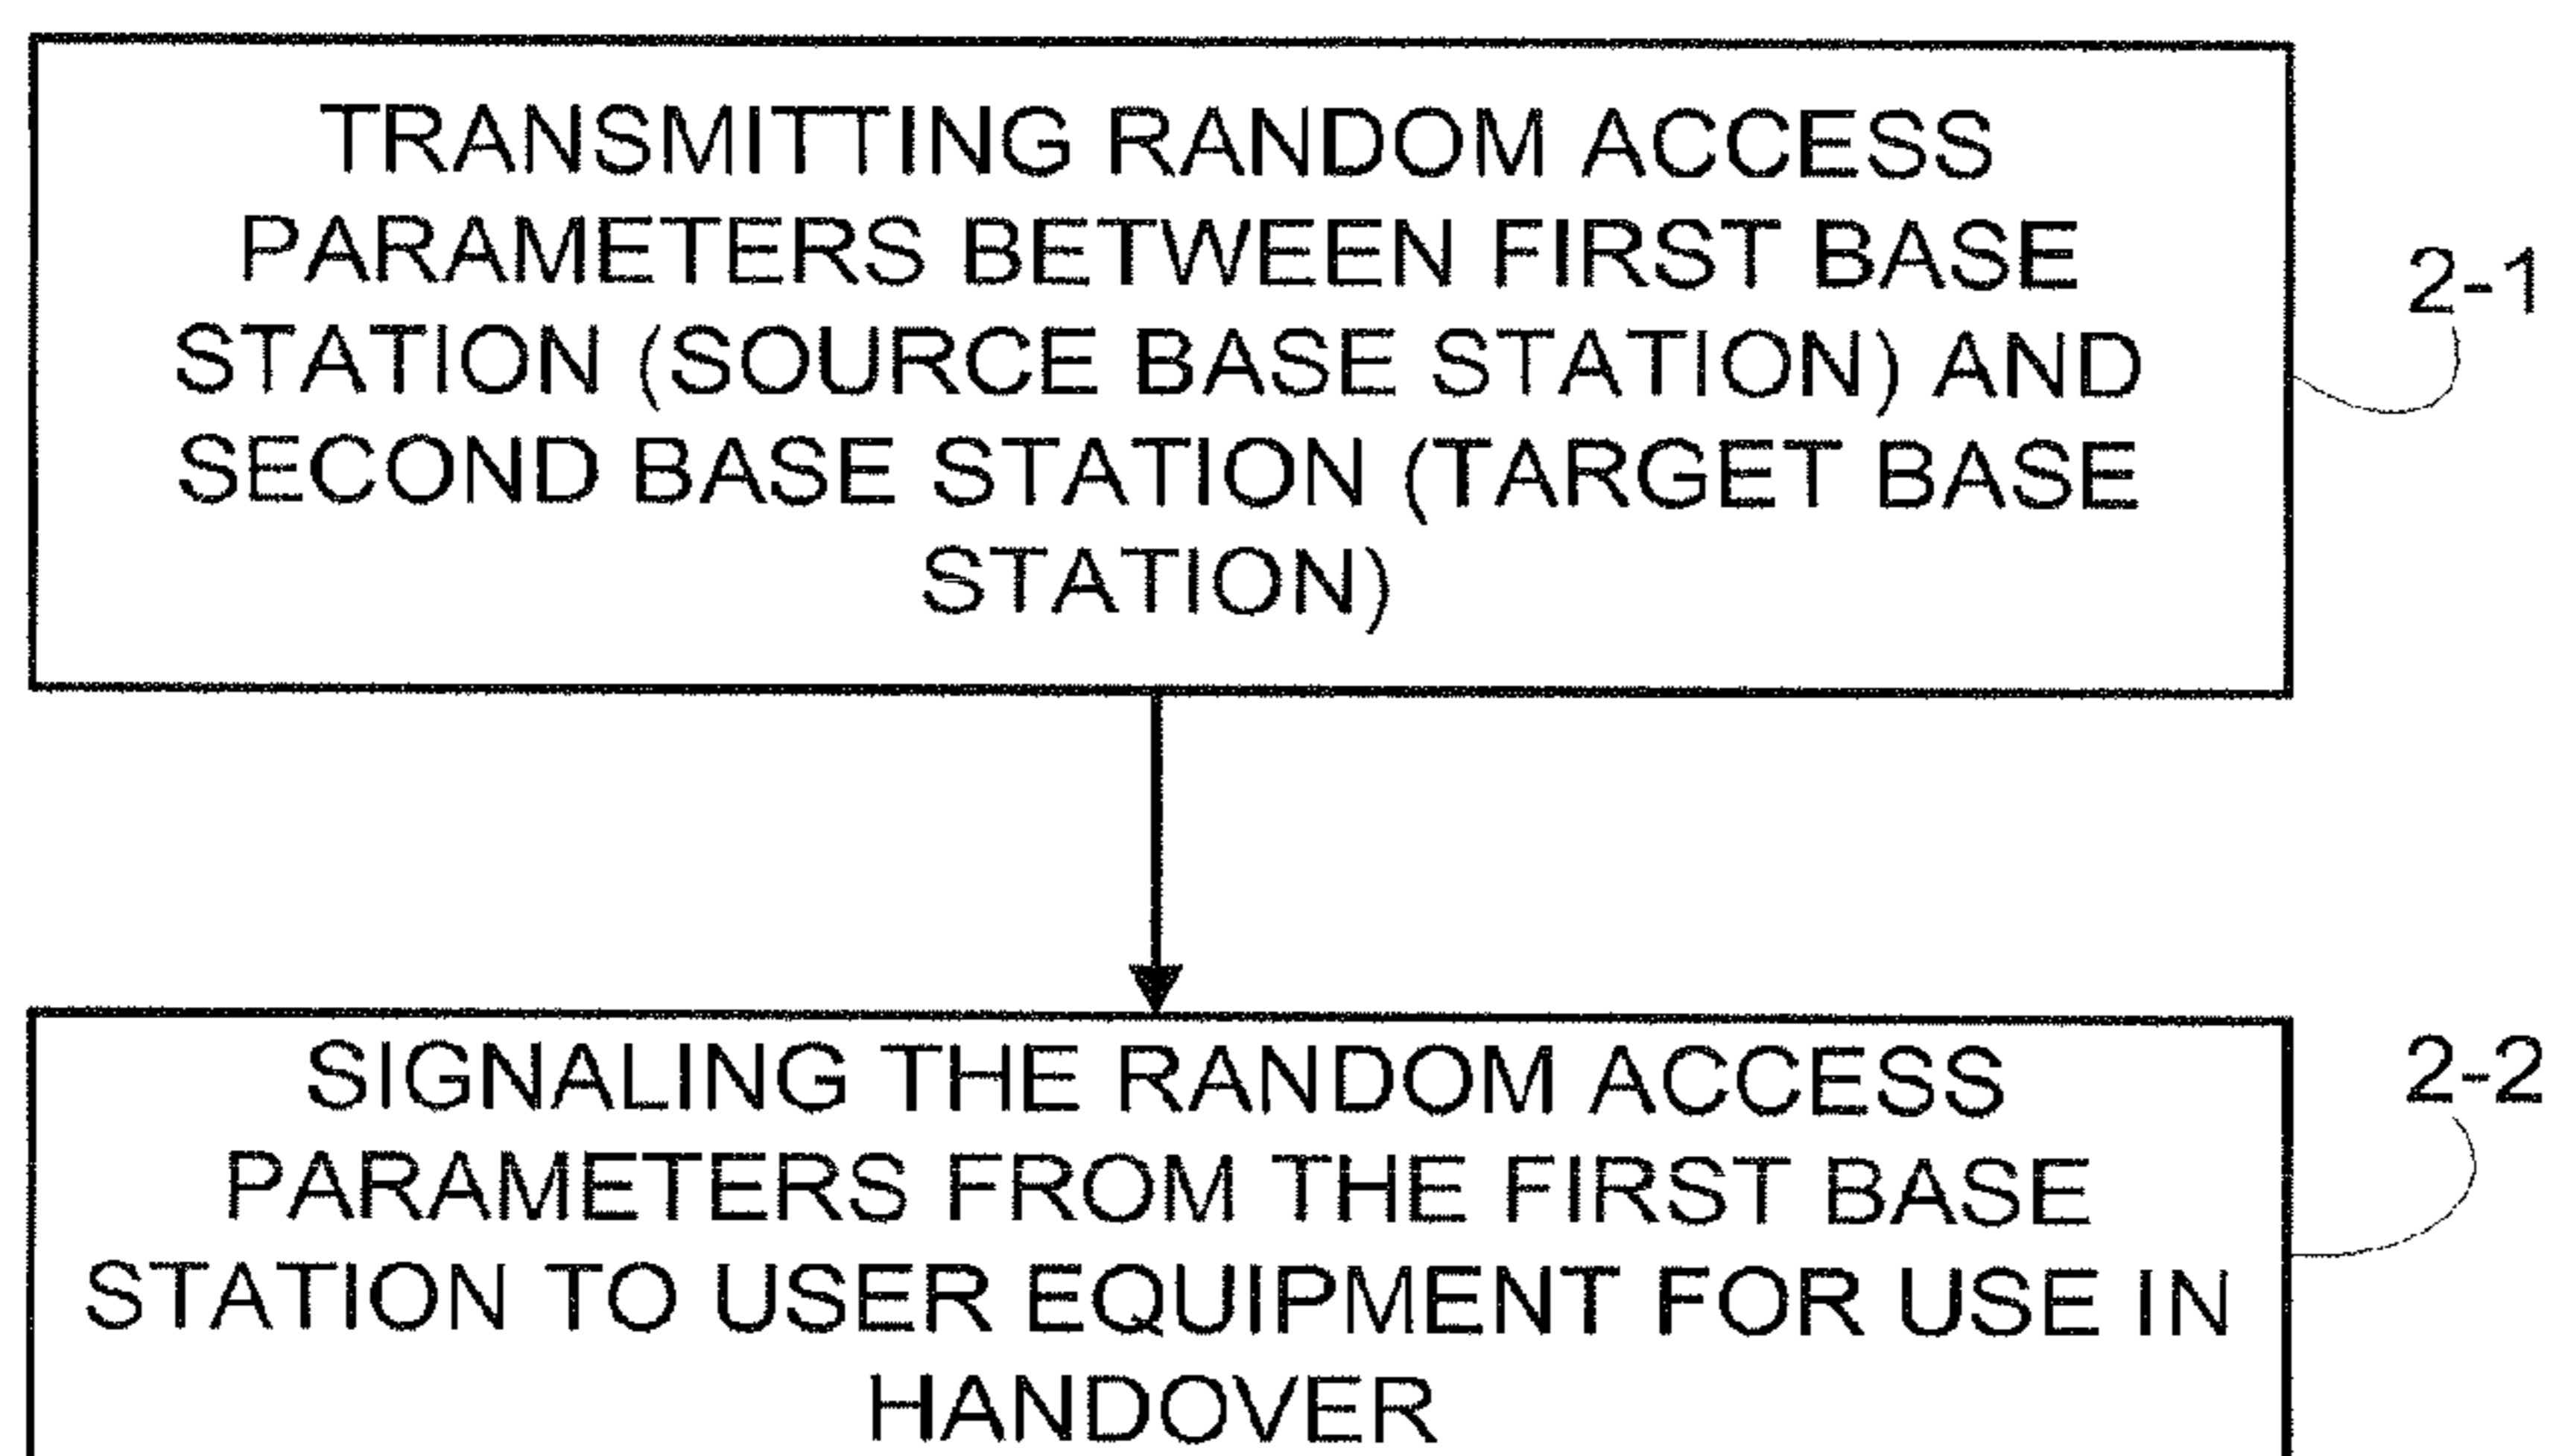 TRANSMITTING RANDOM ACCESS
PARAMETERS BETWEEN FIRST BASE
STATION (SOURCE BASE STATION) AND
SECOND BASE STATION (TARGET BASE
STATION)
2-1
SIGNALING THE RANDOM ACCESS
PARAMETERS FROM THE FIRST BASE
STATION TO USER EQUIPMENT FOR USE IN
HANDOVER
2-2